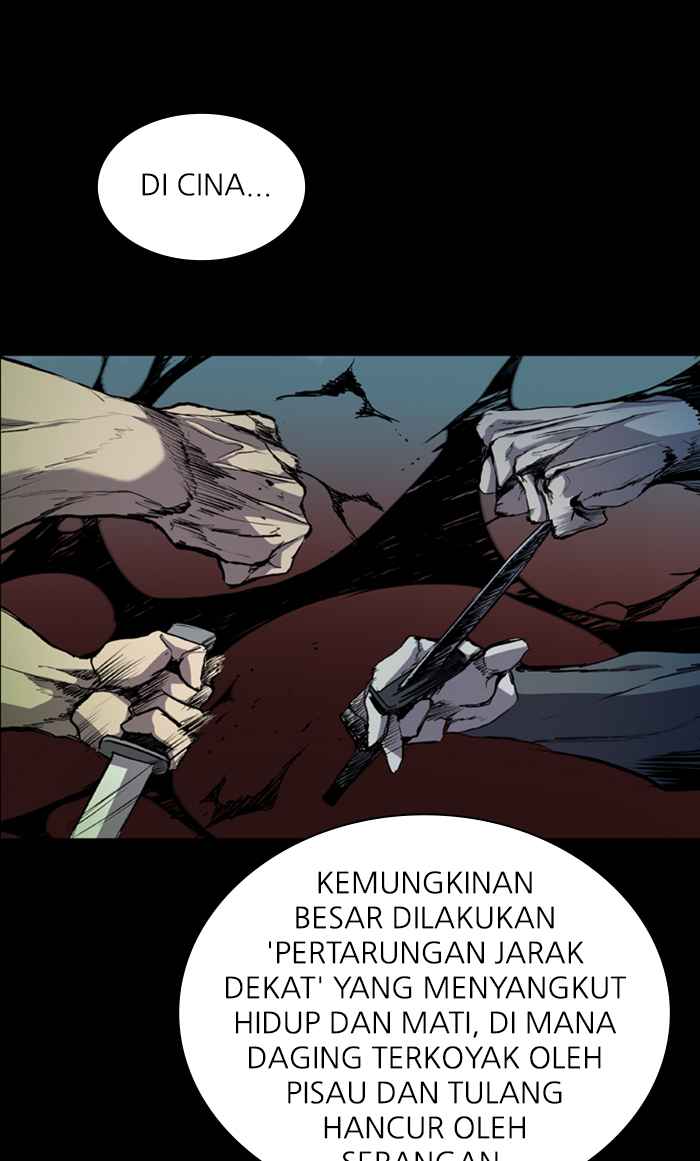 DI CINA...
KEMUNGKINAN
BESAR DILAKUKAN
'PERTARUNGAN JARAK
DEKAT' YANG MENYANGKUT
HIDUP DAN MATI, DI MANA
DAGING TERKOYAK OLEH
PISAU DAN TULANG
HANCUR OLEH
SERANGAN